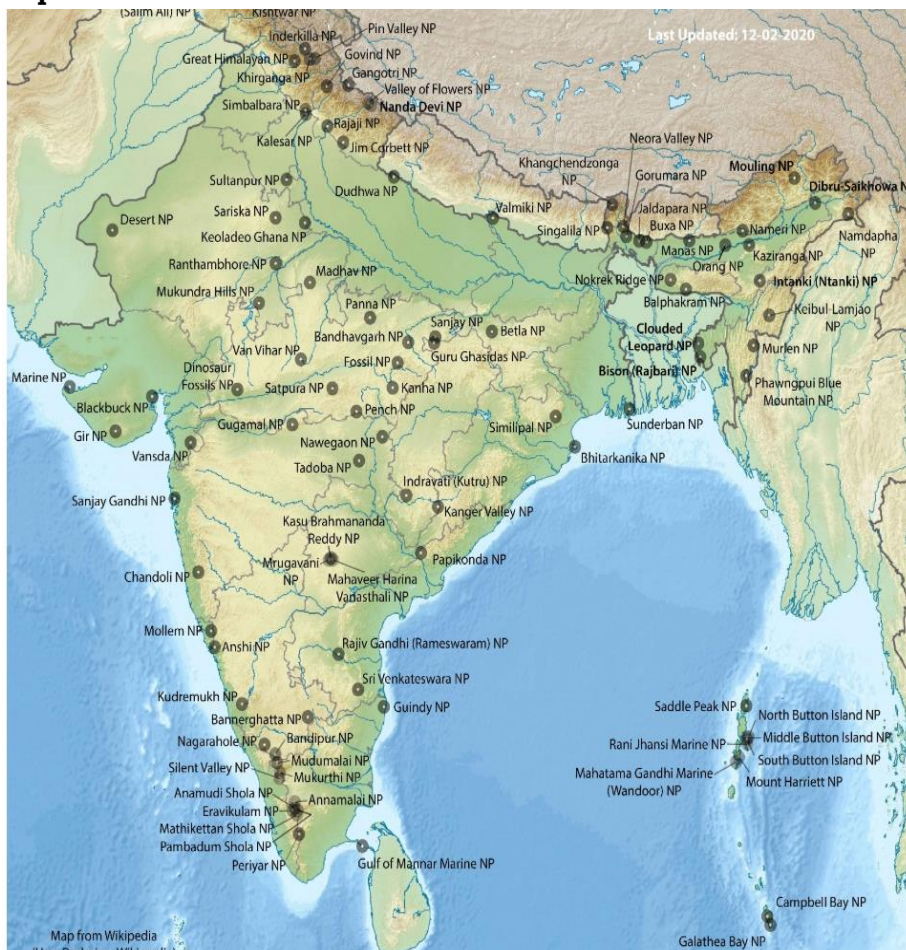 (Salim Ali) NP
Kishtwar NP
Inderkilla NP
Pin Valley NP
Last Updated: 12-02-2020
Great Himalayan NP
Govind NP
Khirganga NP
Gangotri NP
Valley of Flowers NP
Simbalbara NP
Nanda Devi NP
Rajaji NP
Kalesar NP
Jim Corbett NP
Neora Valley NP
Khangchendzonga
NP
Gorumara NP
Mouling NP
Sultanpur NP
Dudhwa NP
Dibru-Saikhowa N
Sariska NP
Valmiki NP
Jaldapara NP
Desert NP
Singalila NP
Buxa NP
Nameri NP
Namdapha
NP
Keoladeo Ghana NP
Manas NP
Kaziranga NP
Orang NP
Ranthambhore NP
Madhav NP
Nokrek Ridge NP
Intanki (Ntanki) NP
Mukundra Hills NP
Panna NP
Balphakram NP
Keibul-Lamjao
NP
Sanjay NP
Betla NP
Bandhavgarh NP
Clouded
Leopard NP
Van Vihar NP
Fossil NP
Guru Ghasidas NP
Murlen NP
Dinosaur
Fossils NP
Bison (Rajbari) NP
Marine NP
Satpura NP
Kanha NP
Phawngpui Blue
Mountain NP
Blackbuck NP
Pench NP
Gir NP
Gugamal NP
Similipal NP
Sunderban NP
Vansda NP
Nawegaon NP
Tadoba NP
Bhitarkanika NP
Sanjay Gandhi NP
Indravati (Kutru) NP
Kanger Valley NP
Kasu Brahmananda
Reddy NP
Mrugavani
NP
Papikonda NP
Chandoli NP
Mahaveer Harina
Vanasthali NP
Mollem NP
Anshi NP
Rajiv Gandhi (Rameswaram) NP
Sri Venkateswara NP
Kudremukh NP
Guindy NP
Saddle Peak NP
Bannerghatta NP
North Button Island NP
Nagarahole NP
Bandipur NP
Rani Jhansi Marine NP
Middle Button Island NP
Silent Valley NP
Mudumalai NP
South Button Island NP
Mukurthi NP
Mahatama Gandhi Marine
(Wandoor) NP
Mount Harriett NP
Anamudi Shola NP
Annamalai NP
Eravikulam NP
Mathikettan Shola NP
Pambadum Shola NP
Periyar NP
Gulf of Mannar Marine NP
Campbell Bay NP
Galathea Bay NP
Map from Wikipedia